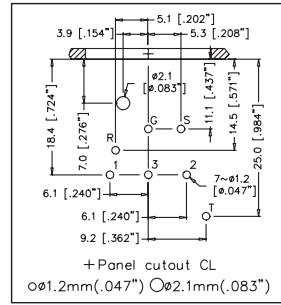 5.1 [.202"]
3.9 [.154"] 5.3 [.208"]
ø2.1
[ø.083"]
18.4 [.724"]
7.0 [.276"]
11.1 [.437"]
14.5 [.571"]
25.0 [.984"]
G S
R
1 3 2
7~ø1.2
[ø.047"]
6.1 [.240"]
6.1 [.240"]
T
9.2 [.362"]
+Panel cutout CL
oø1.2mm(.047") Oø2.1mm(.083")